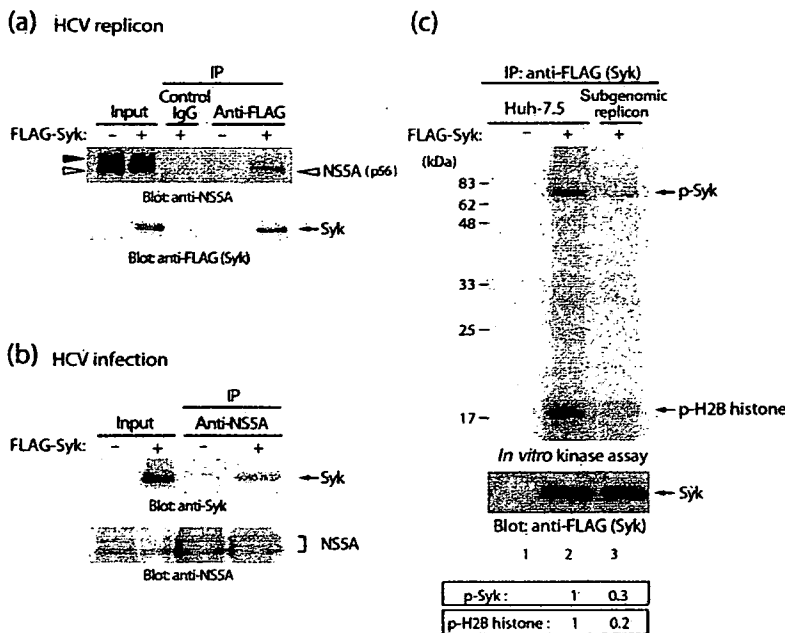 (a) HCV replicon
IP
Input Control IgG Anti-FLAG
FLAG-Syk: − + + − +
NS5A (p56)
Blot: anti-NS5A
Syk
Blot: anti-FLAG (Syk)
(b) HCV infection
IP
Input Anti-NS5A
FLAG-Syk: − + − +
Syk
Blot: anti-Syk
NS5A
Blot: anti-NS5A
(c)
IP: anti-FLAG (Syk)
Huh-7.5 Subgenomic replicon
FLAG-Syk: − + +
(kDa)
83
p-Syk
62
48
33
25
17
p-H2B histone
In vitro kinase assay
Syk
Blot: anti-FLAG (Syk)
1 2 3
p-Syk : 1 0.3
p-H2B histone : 1 0.2